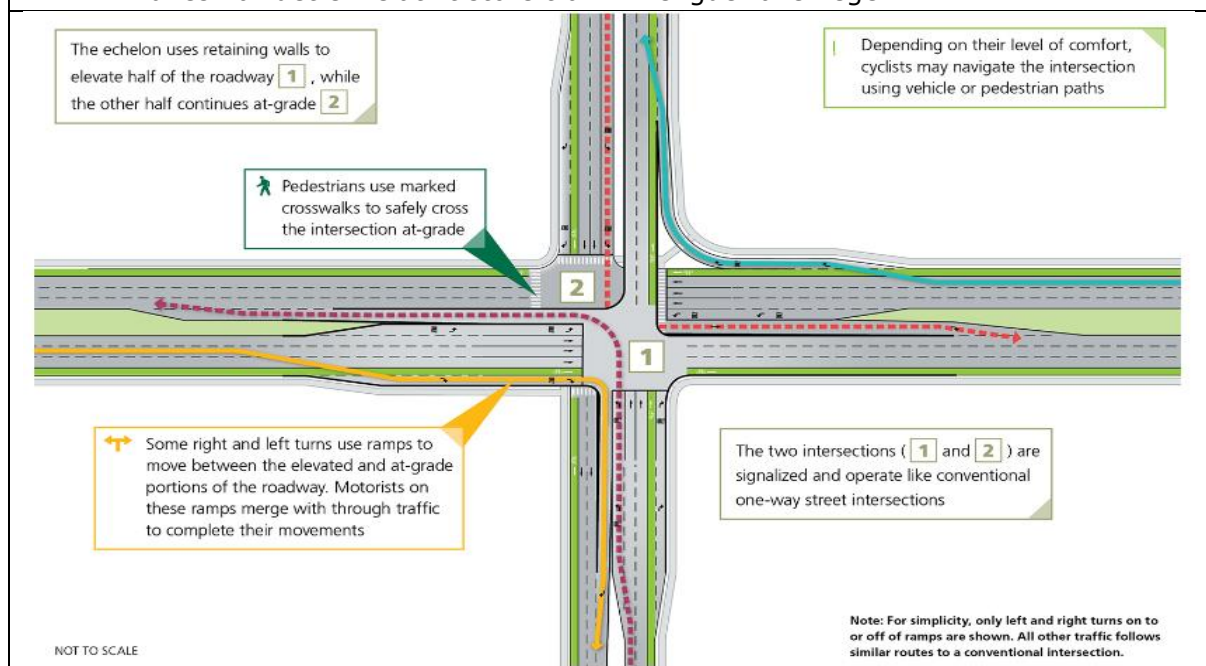 The echelon uses retaining walls to
elevate half of the roadway 1 , while
the other half continues at-grade 2
Depending on their level of comfort,
cyclists may navigate the intersection
using vehicle or pedestrian paths
Pedestrians use marked
crosswalks to safely cross
the intersection at-grade
2
1
Some right and left turns use ramps to
move between the elevated and at-grade
portions of the roadway. Motorists on
these ramps merge with through traffic
to complete their movements
The two intersections ( 1 and 2 ) are
signalized and operate like conventional
one-way street intersections
NOT TO SCALE
Note: For simplicity, only left and right turns on to
or off of ramps are shown. All other traffic follows
similar routes to a conventional intersection.